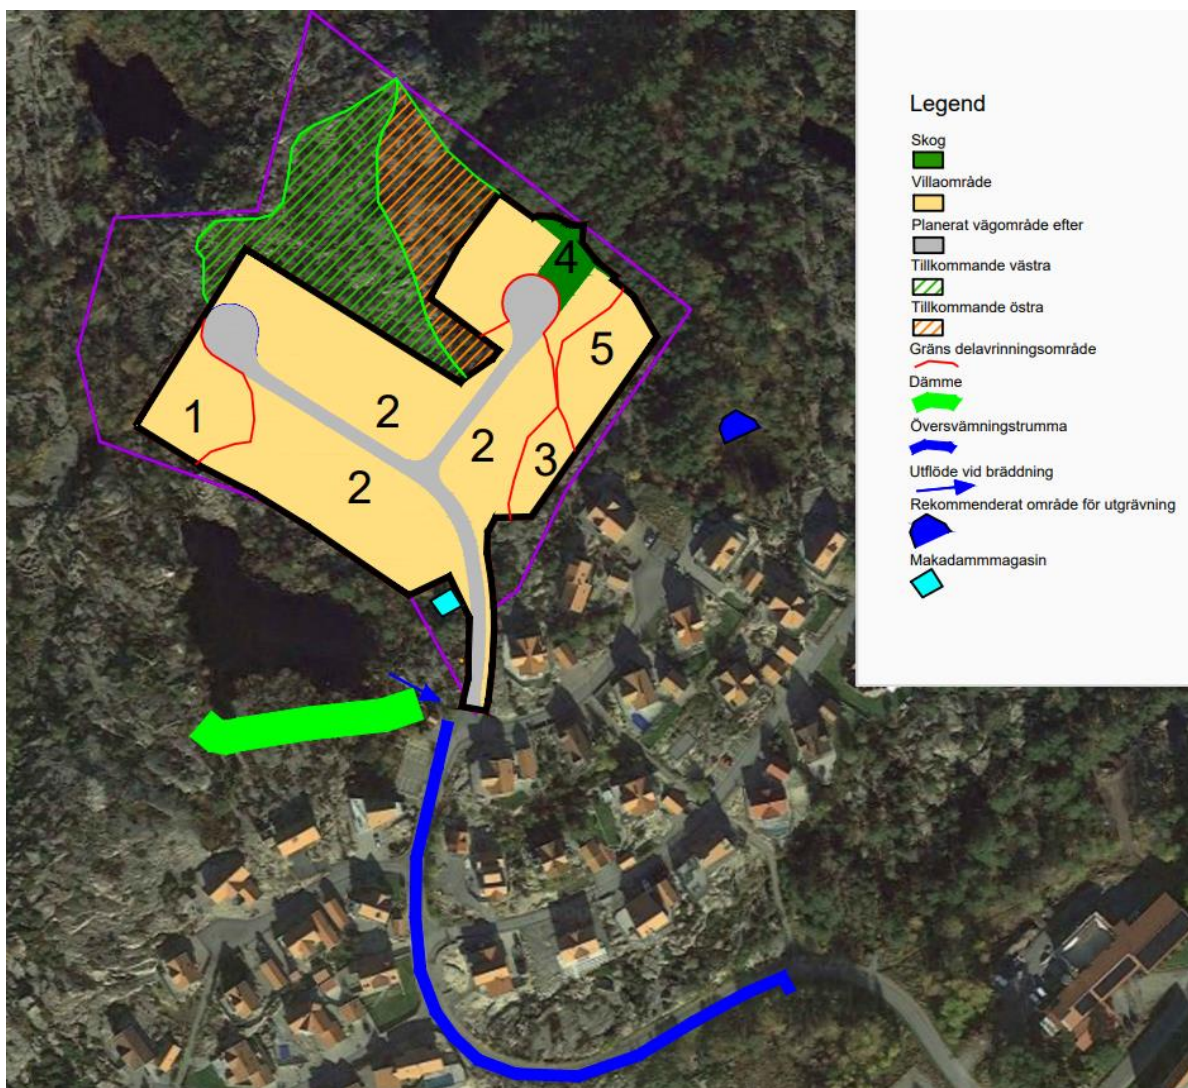 Legend
Skog
Villaområde
Planerat vägområde efter
Tillkommande västra
Tillkommande östra
Gräns delavrinningsområde
Dämme
Översvämningstrumma
Utflöde vid bräddning
Rekommenderat område för utgrävning
Makadammmagasin
4
5
1
2
2
3
2